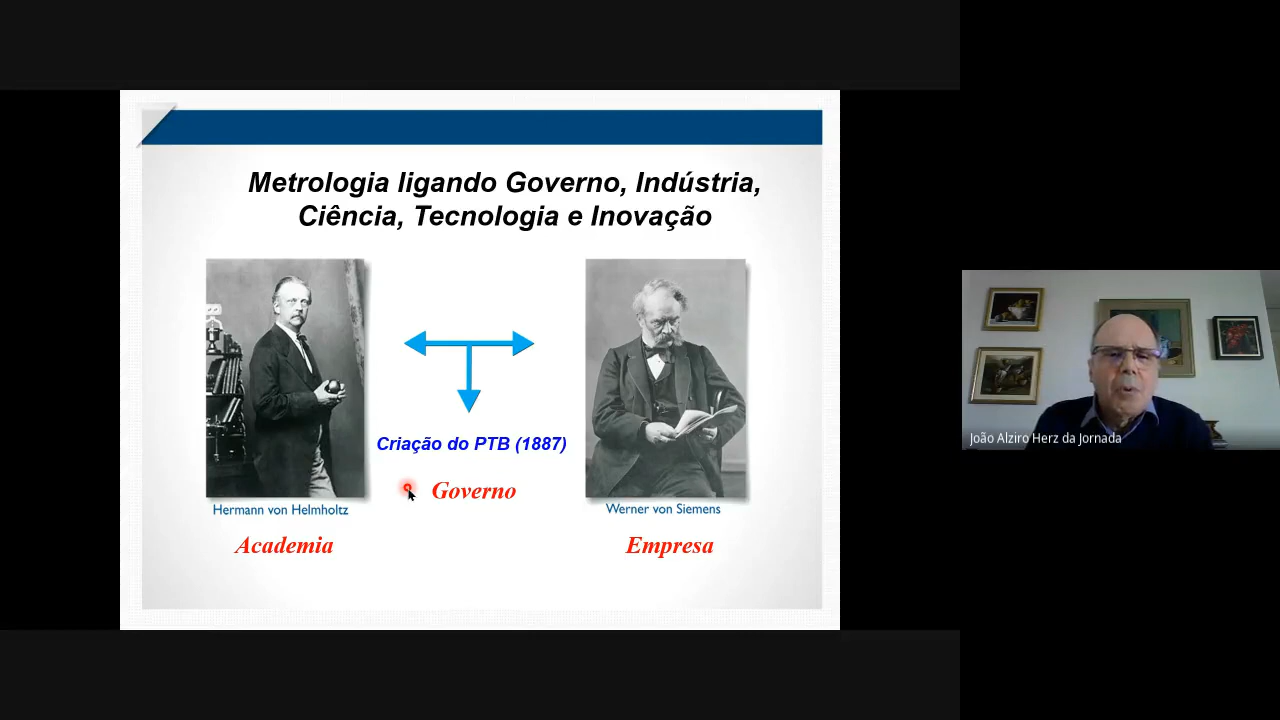 Metrologia ligando Governo, Indústria,
Ciência, Tecnologia e Inovação
Criação do PTB (1887)
Governo
Hermann von Helmholtz
Werner von Siemens
Academia
Empresa
João Alziro Herz da Jornada